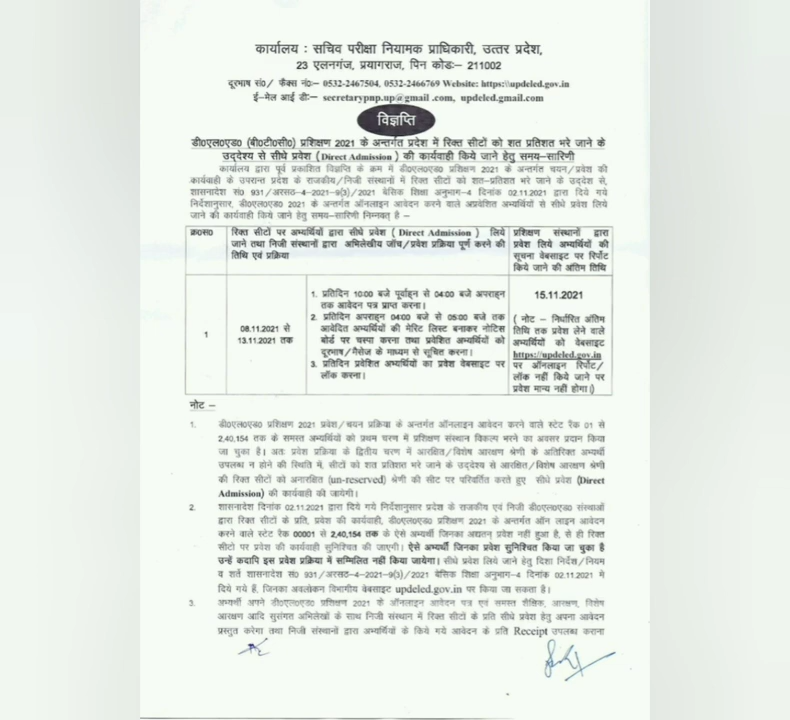 कार्यालय : सचिव परीक्षा नियामक प्राधिकारी, उत्तर प्रदेश,
23 एलनगंज, प्रयागराज, पिन कोडः– 211002
दूरभाष सं0/ फैक्स नं0:– 0532-2467504, 0532-2466769 Website: https:\\updeled.gov.in
ई–मेल आई डीः– secretarypnp.up@gmail .com, updeled.gmail.com
विज्ञप्ति
डी0एल0एड0 (बी0टी0सी0) प्रशिक्षण 2021 के अन्तर्गत प्रदेश में रिक्त सीटों को शत प्रतिशत भरे जाने के
उद्देश्य से सीधे प्रवेश (Direct Admission) की कार्यवाही किये जाने हेतु समय–सारिणी
कार्यालय द्वारा पूर्व प्रकाशित विज्ञप्ति के क्रम में डी0एल0एड0 प्रशिक्षण 2021 के अन्तर्गत चयन/प्रवेश की
कार्यवाही के उपरान्त प्रदेश के राजकीय/निजी संस्थानों में रिक्त सीटों को शत–प्रतिशत भरे जाने के उद्देश्य से,
शासनादेश सं0 931/अरसठ–4–2021–9(3)/2021 बेसिक शिक्षा अनुभाग–4 दिनांक 02.11.2021 द्वारा दिये गये
निर्देशानुसार, डी0एल0एड0 2021 के अन्तर्गत ऑनलाइन आवेदन करने वाले अप्रवेशित अभ्यर्थियों से सीधे प्रवेश लिये
जाने की कार्यवाही किये जाने हेतु समय–सारिणी निम्नवत् है –
क्र0सं0
रिक्त सीटों पर अभ्यर्थियों द्वारा सीधे प्रवेश ( Direct Admission ) लिये
जाने तथा निजी संस्थानों द्वारा अभिलेखीय जाँच/प्रवेश प्रक्रिया पूर्ण करने की
तिथि एवं प्रक्रिया
प्रशिक्षण संस्थानों द्वारा
प्रवेश लिये अभ्यर्थियों की
सूचना वेबसाइट पर रिपोर्ट
किये जाने की अंतिम तिथि
1
08.11.2021 से
13.11.2021 तक
1. प्रतिदिन 10:00 बजे पूर्वाह्न से 04:00 बजे अपराह्न
तक आवेदन पत्र प्राप्त करना।
2. प्रतिदिन अपराह्न 04:00 बजे से 05:00 बजे तक
आवेदित अभ्यर्थियों की मेरिट लिस्ट बनाकर नोटिस
बोर्ड पर चस्पा करना तथा प्रवेशित अभ्यर्थियों को
दूरभाष/मैसेज के माध्यम से सूचित करना।
3. प्रतिदिन प्रवेशित अभ्यर्थियों का प्रवेश वेबसाइट पर
लॉक करना।
15.11.2021
( नोट – निर्धारित अंतिम
तिथि तक प्रवेश लेने वाले
अभ्यर्थियों को वेबसाइट
https://updeled.gov.in
पर ऑनलाइन रिपोर्ट/
लॉक नहीं किये जाने पर
प्रवेश मान्य नहीं होगा।)
नोट –
1. डी0एल0एड0 प्रशिक्षण 2021 प्रवेश/चयन प्रक्रिया के अन्तर्गत ऑनलाइन आवेदन करने वाले स्टेट रैंक 01 से
2,40,154 तक के समस्त अभ्यर्थियों को प्रथम चरण में प्रशिक्षण संस्थान विकल्प भरने का अवसर प्रदान किया
जा चुका है। अतः प्रवेश प्रक्रिया के द्वितीय चरण में आरक्षित/विशेष आरक्षण श्रेणी के अतिरिक्त अभ्यर्थी
उपलब्ध न होने की स्थिति में, सीटों को शत प्रतिशत भरे जाने के उद्देश्य से आरक्षित/विशेष आरक्षण श्रेणी
की रिक्त सीटों को अनारक्षित (un-reserved) श्रेणी की सीट पर परिवर्तित करते हुए सीधे प्रवेश (Direct
Admission) की कार्यवाही की जायेगी।
2. शासनादेश दिनांक 02.11.2021 द्वारा दिये गये निर्देशानुसार प्रदेश के राजकीय एवं निजी डी0एल0एड0 संस्थाओं
द्वारा रिक्त सीटों के प्रति, प्रवेश की कार्यवाही, डी0एल0एड0 प्रशिक्षण 2021 के अन्तर्गत ऑन लाइन आवेदन
करने वाले स्टेट रैंक 00001 से 2,40,154 तक के ऐसे अभ्यर्थी जिनका अद्यतन् प्रवेश नहीं हुआ है, से ही रिक्त
सीटो पर प्रवेश की कार्यवाही सुनिश्चित की जाएगी। ऐसे अभ्यर्थी जिनका प्रवेश सुनिश्चित किया जा चुका है
उन्हें कदापि इस प्रवेश प्रक्रिया में सम्मिलित नहीं किया जायेगा। सीधे प्रवेश लिये जाने हेतु दिशा निर्देश/नियम
व शर्त शासनादेश सं0 931/अरसठ–4–2021–9(3)/2021 बेसिक शिक्षा अनुभाग–4 दिनांक 02.11.2021 में
दिये गये हैं, जिनका अवलोकन विभागीय वेबसाइट updeled.gov.in पर किया जा सकता है।
3. अभ्यर्थी अपने डी0एल0एड0 प्रशिक्षण 2021 के ऑनलाइन आवेदन पत्र एवं समस्त शैक्षिक, आरक्षण, विशेष
आरक्षण आदि सुसंगत अभिलेखों के साथ निजी संस्थान में रिक्त सीटों के प्रति सीधे प्रवेश हेतु अपना आवेदन
प्रस्तुत करेगा तथा निजी संस्थानों द्वारा अभ्यर्थियों के किये गये आवेदन के प्रति Receipt उपलब्ध कराना